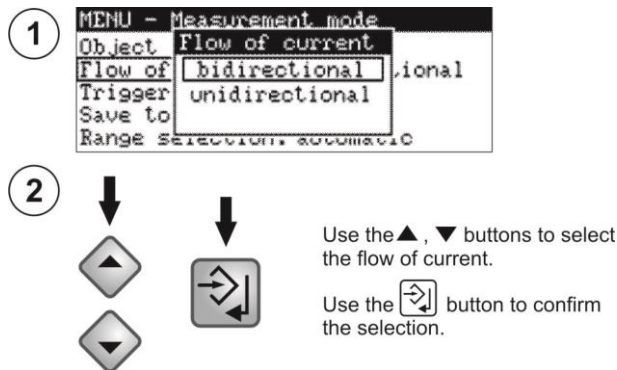 1
MENU - Measurement mode
Object
Flow of current
Flow of
bidirectional
.ional
Trigger
unidirectional
Save to
Range selection: automatic
2
Use the ▲ , ▼ buttons to select
the flow of current.
Use the button to confirm
the selection.